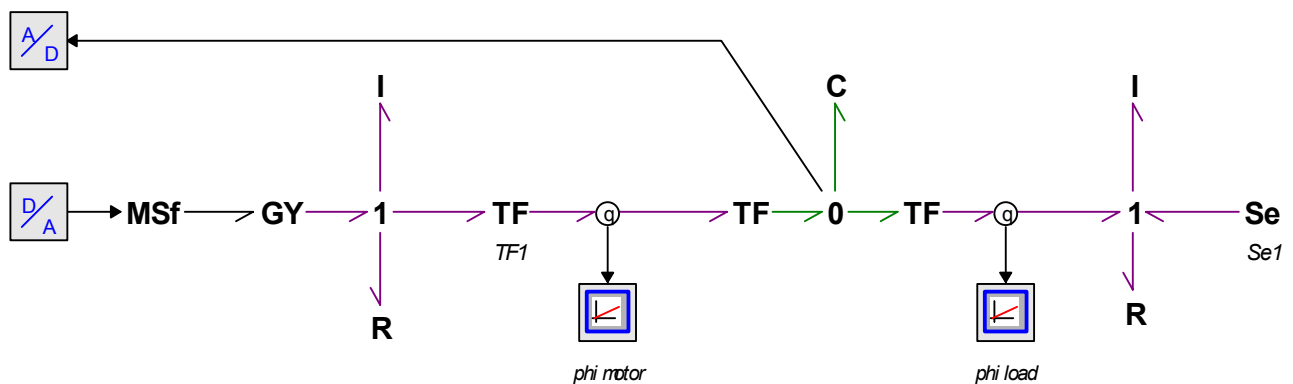 A/D
I
C
I
D/A
MSf
GY
1
TF
q
TF
0
TF
q
1
Se
TF1
Se1
R
R
phi motor
phi load